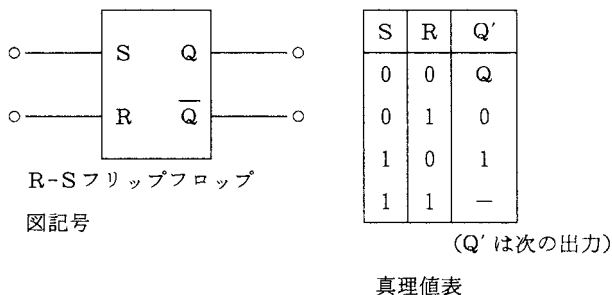 S Q
R Q̅
R-Sフリップフロップ
図記号
S R Q'
0 0 Q
0 1 0
1 0 1
1 1 −
(Q'は次の出力)
真理値表